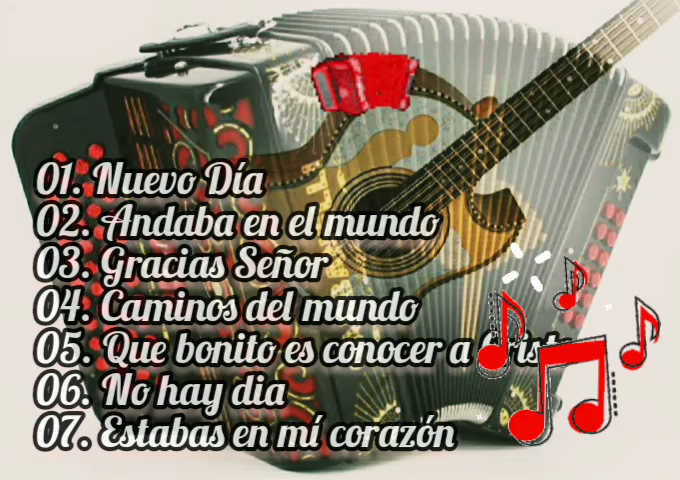 01. Nuevo Día
02. Andaba en el mundo
03. Gracias Señor
04. Caminos del mundo
05. Que bonito es conocer a Cristo
06. No hay dia
07. Estabas en mí corazón